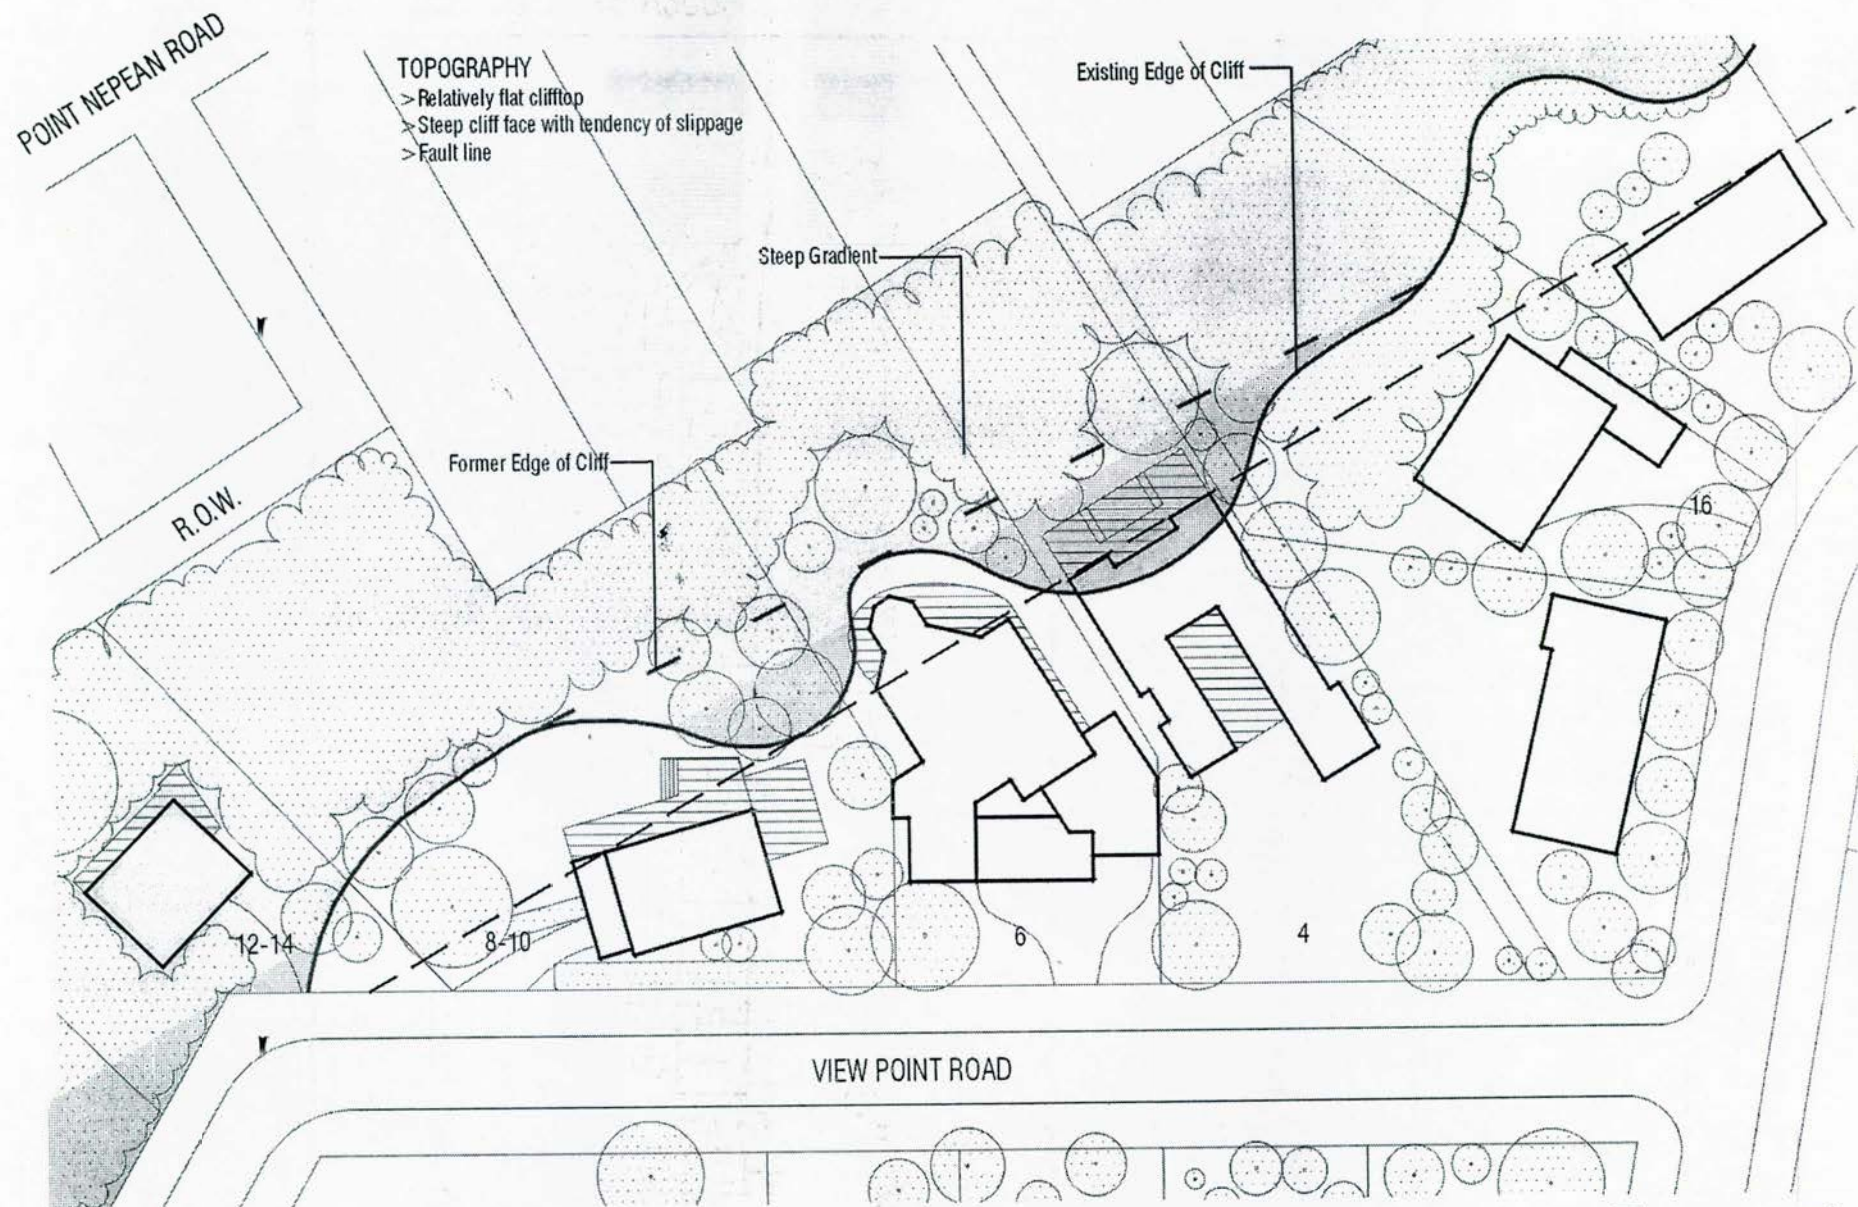 POINT NEPEAN ROAD
TOPOGRAPHY
>Relatively flat clifftop
>Steep cliff face with tendency of slippage
>Fault line
Existing Edge of Cliff
Steep Gradient
Former Edge of Cliff
R.O.W.
16
12-14
8-10
6
4
VIEW POINT ROAD